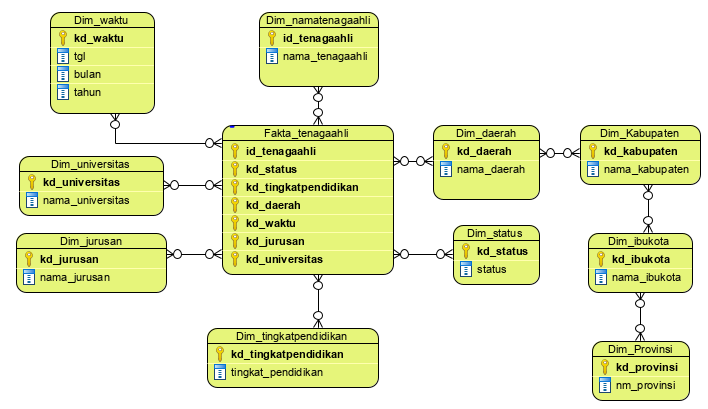 Dim_waktu
kd_waktu
tgl
bulan
tahun
Dim_namatenagaahli
id_tenagaahli
nama_tenagaahli
Fakta_tenagaahli
id_tenagaahli
kd_status
kd_tingkatpendidikan
kd_daerah
kd_waktu
kd_jurusan
kd_universitas
Dim_daerah
kd_daerah
nama_daerah
Dim_Kabupaten
kd_kabupaten
nama_kabupaten
Dim_universitas
kd_universitas
nama_universitas
Dim_jurusan
kd_jurusan
nama_jurusan
Dim_status
kd_status
status
Dim_ibukota
kd_ibukota
nama_ibukota
Dim_tingkatpendidikan
kd_tingkatpendidikan
tingkat_pendidikan
Dim_Provinsi
kd_provinsi
nm_provinsi